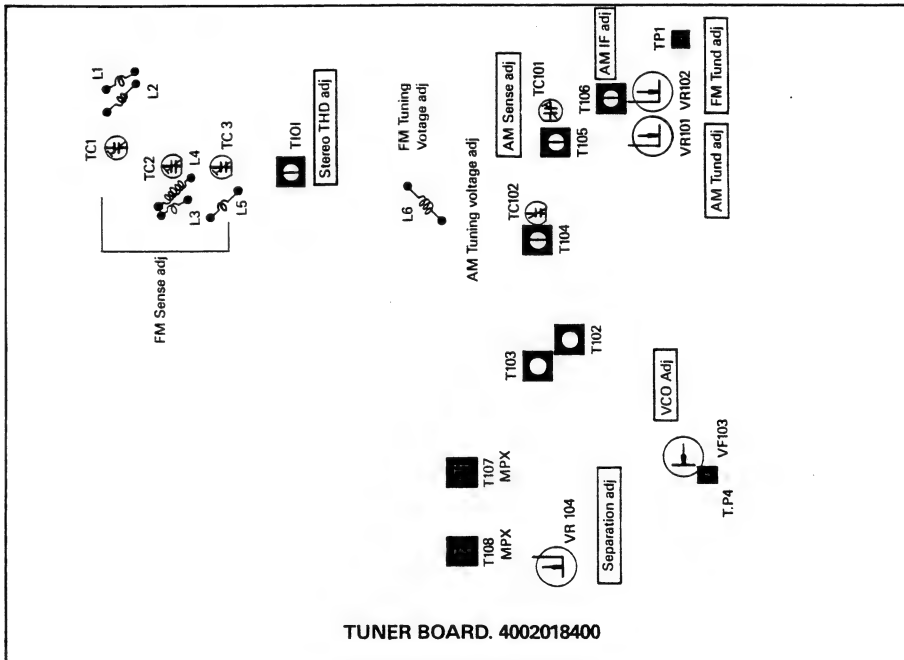 L1
L2
TC1
TC2
L4
TC 3
L3
L5
FM Sense adj
T101
Stereo THD adj
FM Tuning
Votage adj
L6
AM Tuning voltage adj
AM Sense adj
TC101
T105
TC102
T104
AM IF adj
T106
TP1
VR102
VR101
FM Tund adj
AM Tund adj
T103
T102
VCO Adj
VF103
T.P4
T107
MPX
T108
MPX
VR 104
Separation adj
TUNER BOARD. 4002018400